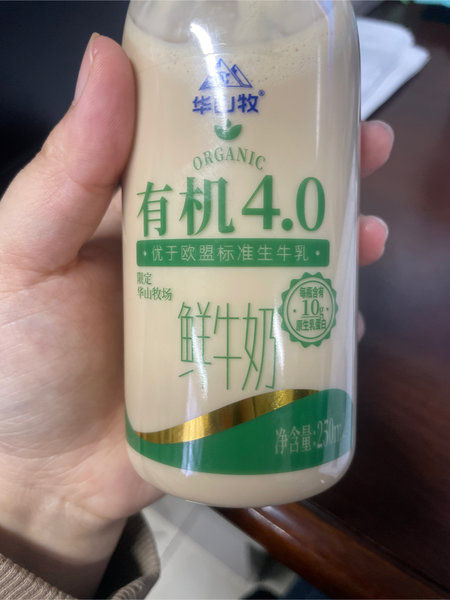 华山牧®
ORGANIC
有机4.0
·优于欧盟标准生牛乳·
限定
华山牧场
每瓶含有
10g
原生乳蛋白
鲜牛奶
净含量:250m